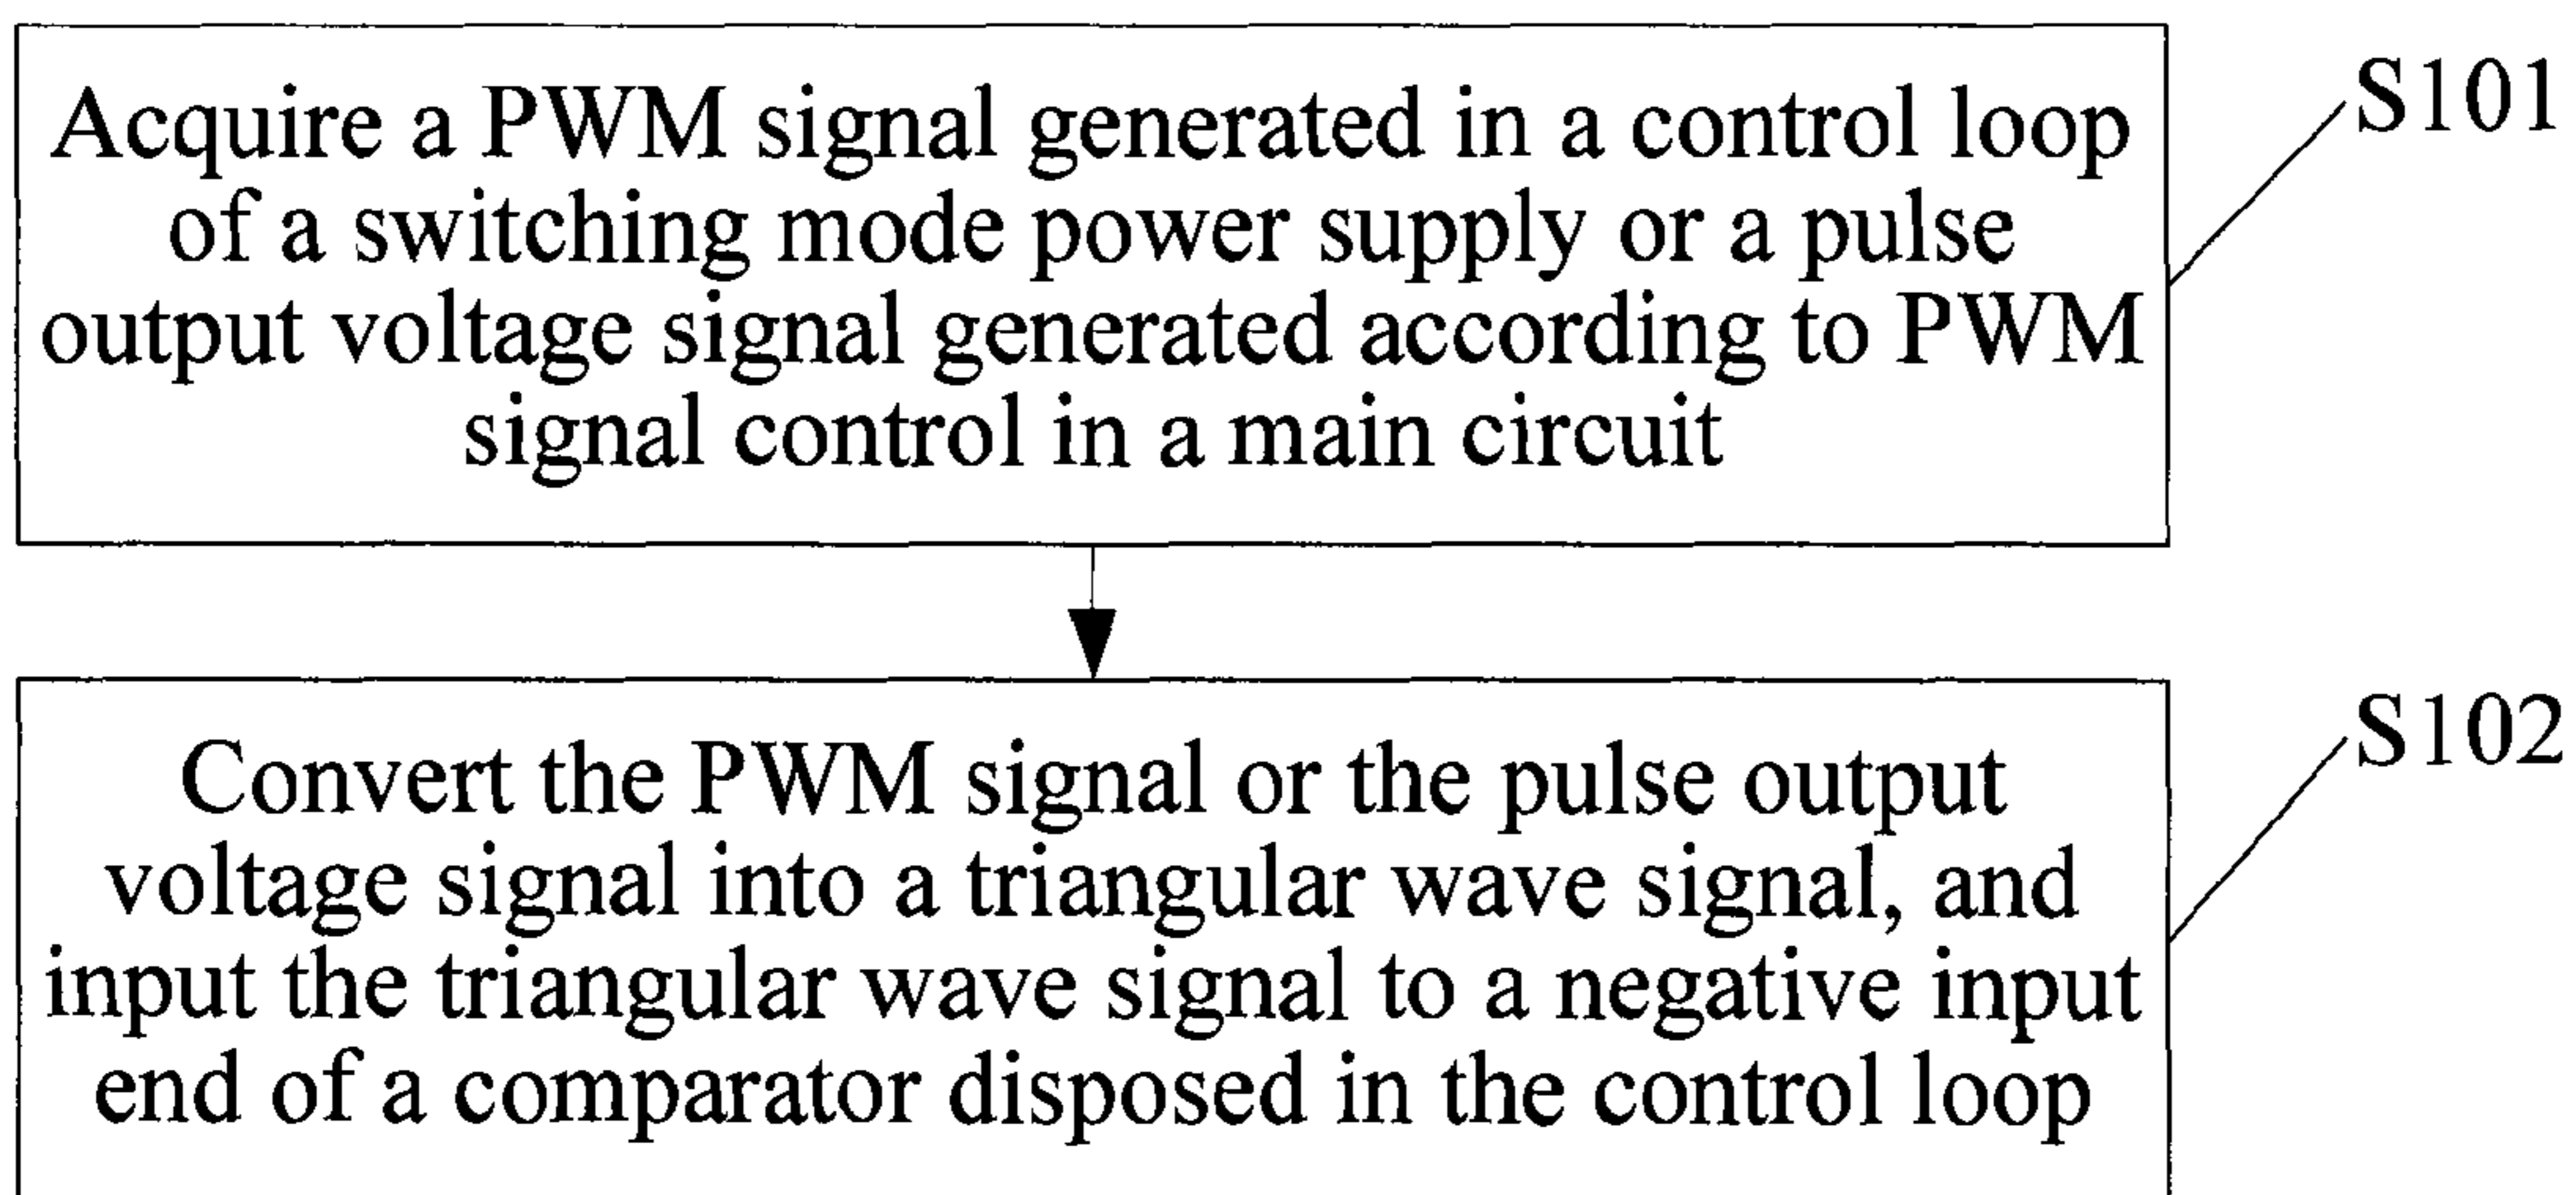 Acquire a PWM signal generated in a control loop
of a switching mode power supply or a pulse
output voltage signal generated according to PWM
signal control in a main circuit
S101
Convert the PWM signal or the pulse output
voltage signal into a triangular wave signal, and
input the triangular wave signal to a negative input
end of a comparator disposed in the control loop
S102